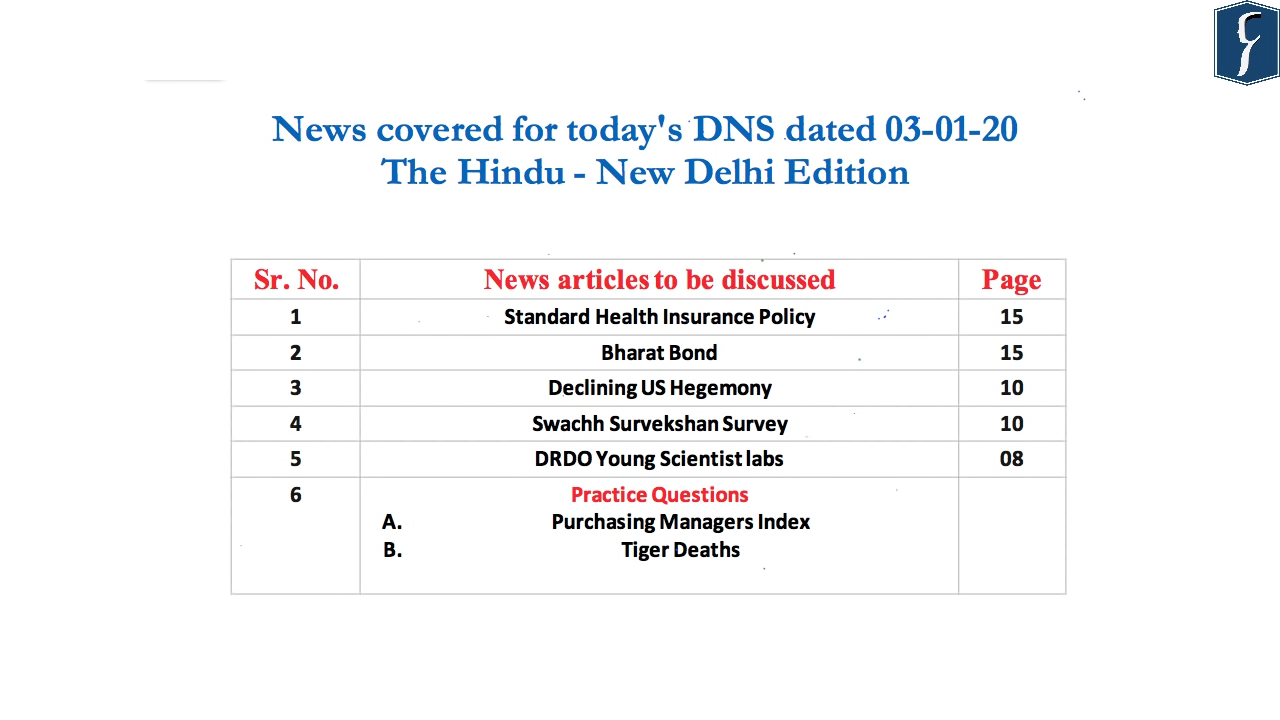 News covered for today's DNS dated 03-01-20
The Hindu - New Delhi Edition
Sr. No. News articles to be discussed Page
1 Standard Health Insurance Policy 15
2 Bharat Bond 15
3 Declining US Hegemony 10
4 Swachh Survekshan Survey 10
5 DRDO Young Scientist labs 08
6 Practice Questions
A. Purchasing Managers Index
B. Tiger Deaths